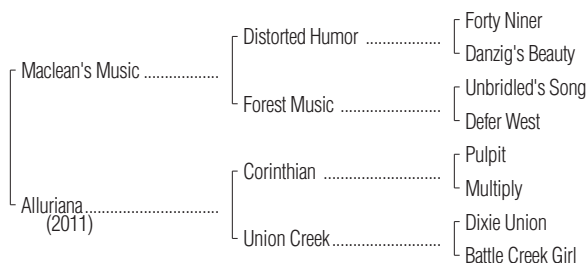 Forty Niner
Distorted Humor ....................
Danzig's Beauty
Maclean's Music ....................
Unbridled's Song
Forest Music ..........................
Defer West
Pulpit
Corinthian ..............................
Multiply
Alluriana...................................
(2011)
Dixie Union
Union Creek............................
Battle Creek Girl